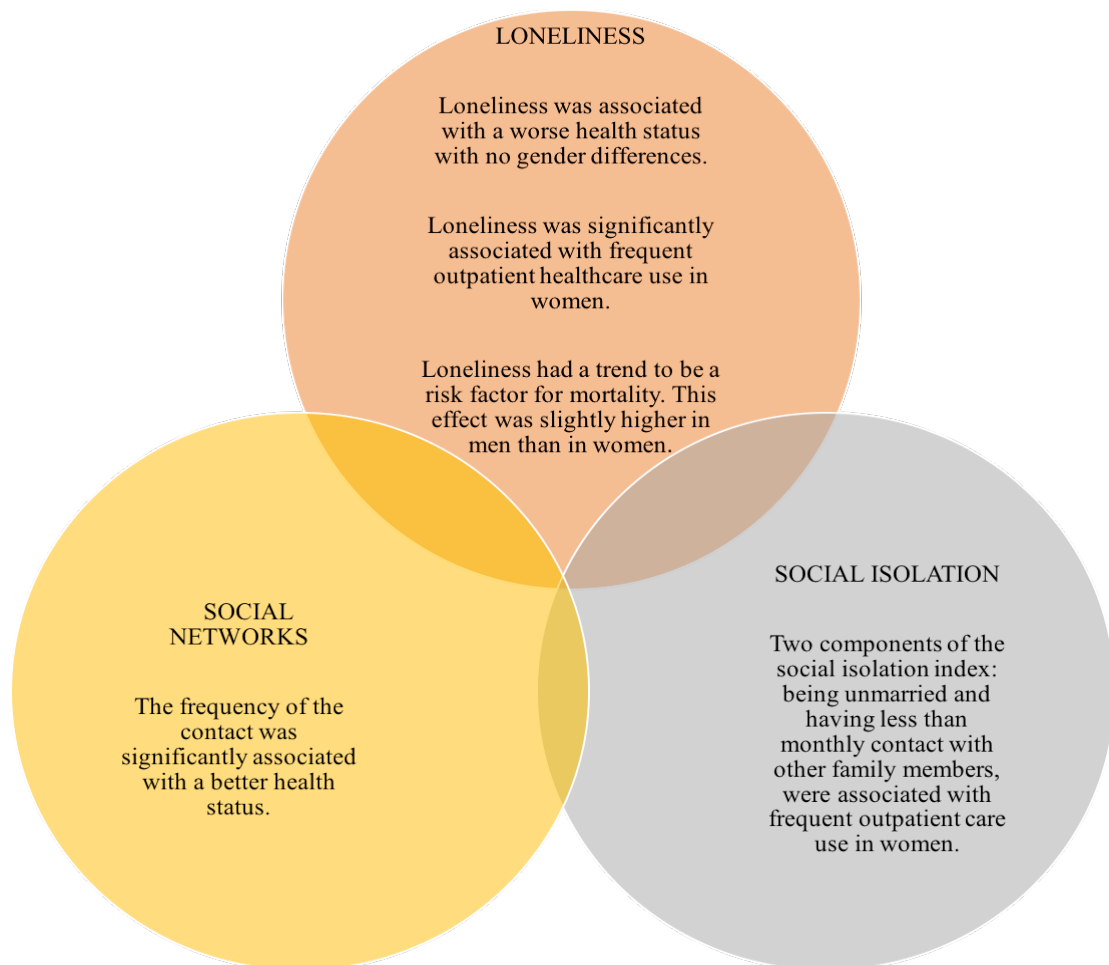 LONELINESS
Loneliness was associated
with a worse health status
with no gender differences.
Loneliness was significantly
associated with frequent
outpatient healthcare use in
women.
Loneliness had a trend to be a
risk factor for mortality. This
effect was slightly higher in
men than in women.
SOCIAL
NETWORKS
The frequency of the
contact was
significantly associated
with a better health
status.
SOCIAL ISOLATION
Two components of the
social isolation index:
being unmarried and
having less than
monthly contact with
other family members,
were associated with
frequent outpatient care
use in women.